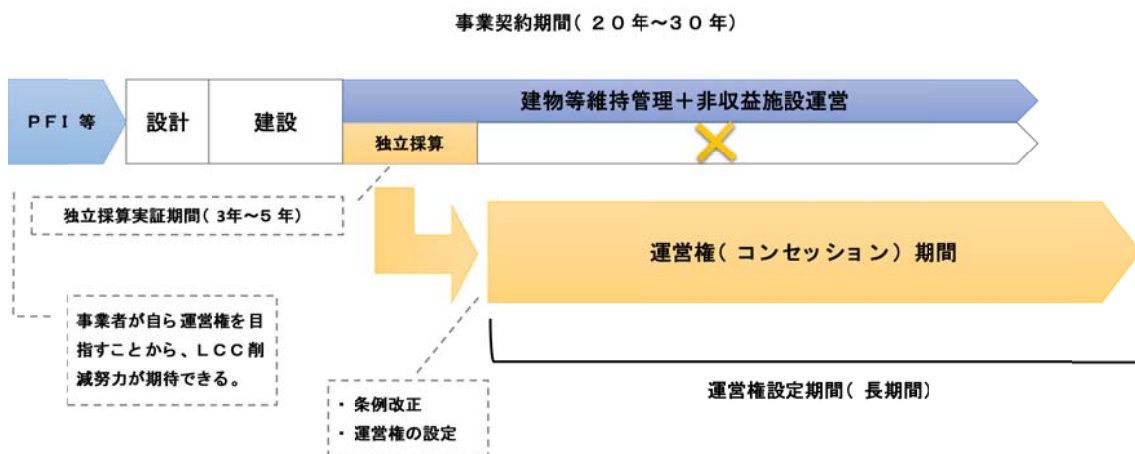 事業契約期間(20年～30年)
PFI等
設計
建設
建物等維持管理＋非収益施設運営
独立採算
独立採算実証期間(3年～5年)
運営権(コンセッション)期間
事業者が自ら運営権を目
指すことから、LCC削
減努力が期待できる。
・条例改正
・運営権の設定
運営権設定期間(長期間)